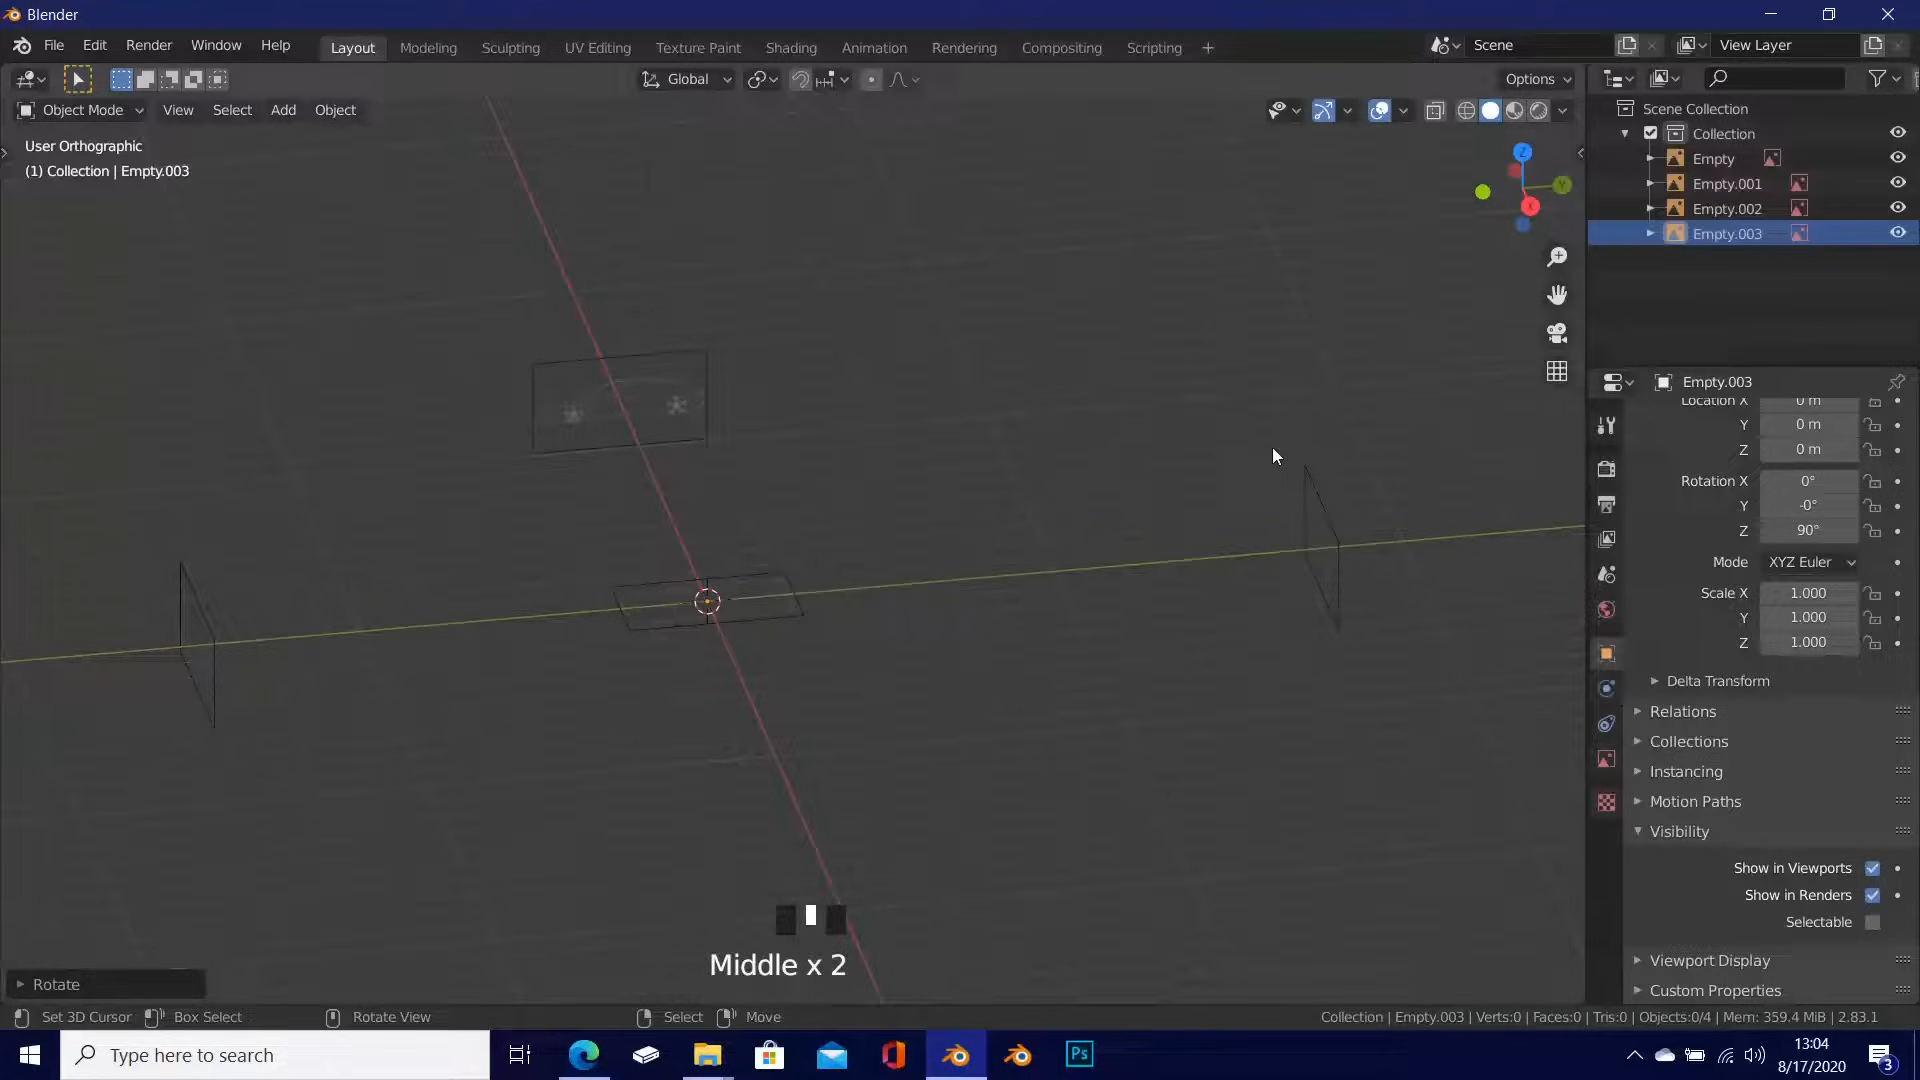 Blender
File Edit Render Window Help
Layout Modeling Sculpting UV Editing Texture Paint Shading Animation Rendering Compositing Scripting +
Scene
View Layer
Global
Options
Object Mode View Select Add Object
User Orthographic
(1) Collection | Empty.003
Z
Y
X
Scene Collection
Collection
Empty
Empty.001
Empty.002
Empty.003
Empty.003
Location X 0 m
Y 0 m
Z 0 m
Rotation X 0°
Y -0°
Z 90°
Mode XYZ Euler
Scale X 1.000
Y 1.000
Z 1.000
Delta Transform
Relations
Collections
Instancing
Motion Paths
Visibility
Show in Viewports
Show in Renders
Selectable
Viewport Display
Custom Properties
Middle x 2
Rotate
Set 3D Cursor Box Select Rotate View Select Move
Collection | Empty.003 | Verts:0 | Faces:0 | Tris:0 | Objects:0/4 | Mem: 359.4 MiB | 2.83.1
Type here to search
Ps
13:04
8/17/2020
3